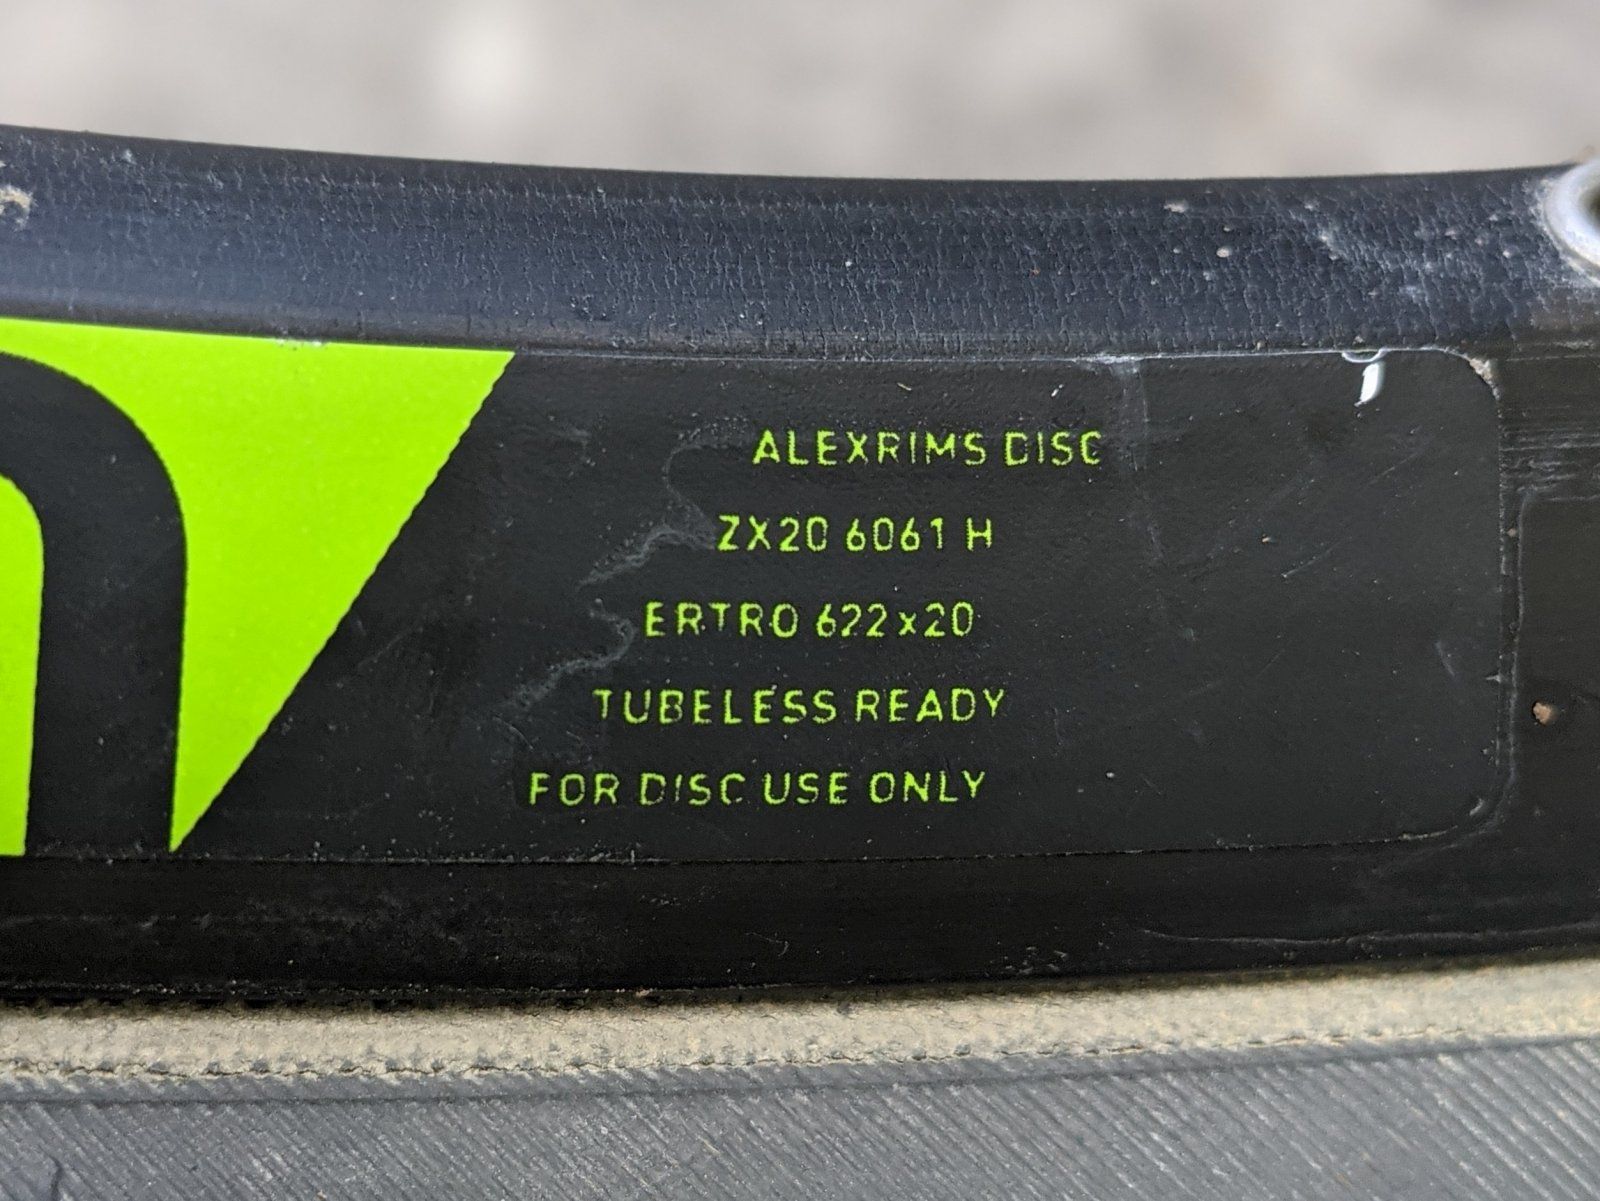 ALEXRIMS DISC
ZX20 6061 H
ERTRO 622x20
TUBELESS READY
FOR DISC USE ONLY